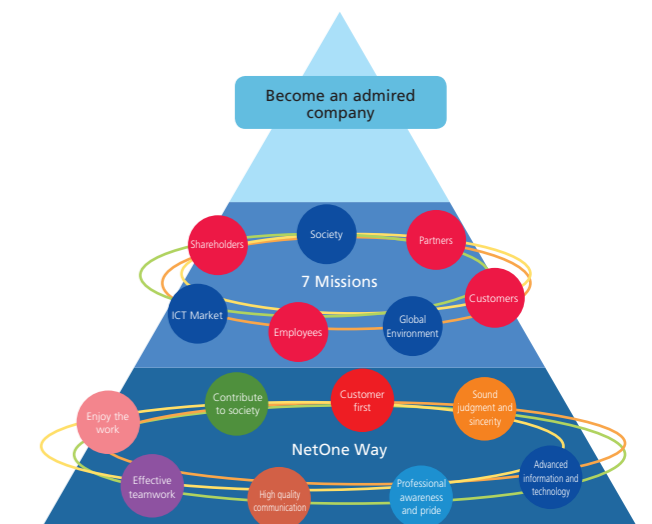 Become an admired
company
Society
Shareholders
Partners
7 Missions
Customers
ICT Market
Employees
Global
Environment
Enjoy the
work
Contribute
to society
Customer
first
Sound
judgment and
sincerity
NetOne Way
Effective
teamwork
High quality
communication
Professional
awareness
and pride
Advanced
information and
technology